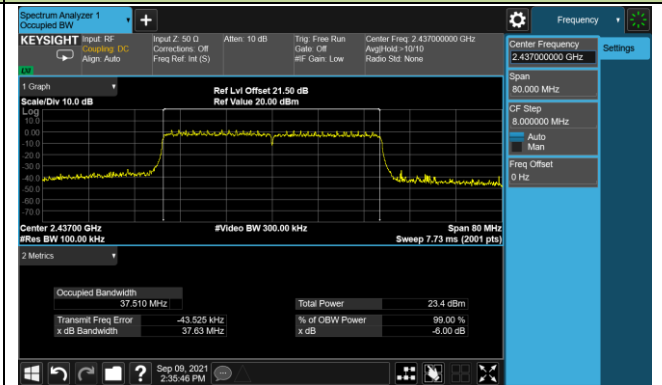 Spectrum Analyzer 1
Occupied BW
+
Frequency
KEYSIGHT
Input: RF
Coupling: DC
Align: Auto
Input Z: 50 Ω
Corrections: Off
Freq Ref: Int (S)
Atten: 10 dB
Trig: Free Run
Gate: Off
#IF Gain: Low
Center Freq: 2.437000000 GHz
Avg|Hold:>10/10
Radio Std: None
LXI
Center Frequency
2.437000000 GHz
Settings
Span
80.000 MHz
CF Step
8.000000 MHz
Auto
Man
Freq Offset
0 Hz
1 Graph
Scale/Div 10.0 dB
Ref Lvl Offset 21.50 dB
Ref Value 20.00 dBm
Log
10.0
0.00
-10.0
-20.0
-30.0
-40.0
-50.0
-60.0
-70.0
Center 2.43700 GHz
#Video BW 300.00 kHz
Span 80 MHz
#Res BW 100.00 kHz
Sweep 7.73 ms (2001 pts)
2 Metrics
Occupied Bandwidth
37.510 MHz
Total Power 23.4 dBm
Transmit Freq Error -43.525 kHz
% of OBW Power 99.00 %
x dB Bandwidth 37.63 MHz
x dB -6.00 dB
?
Sep 09, 2021
2:35:46 PM